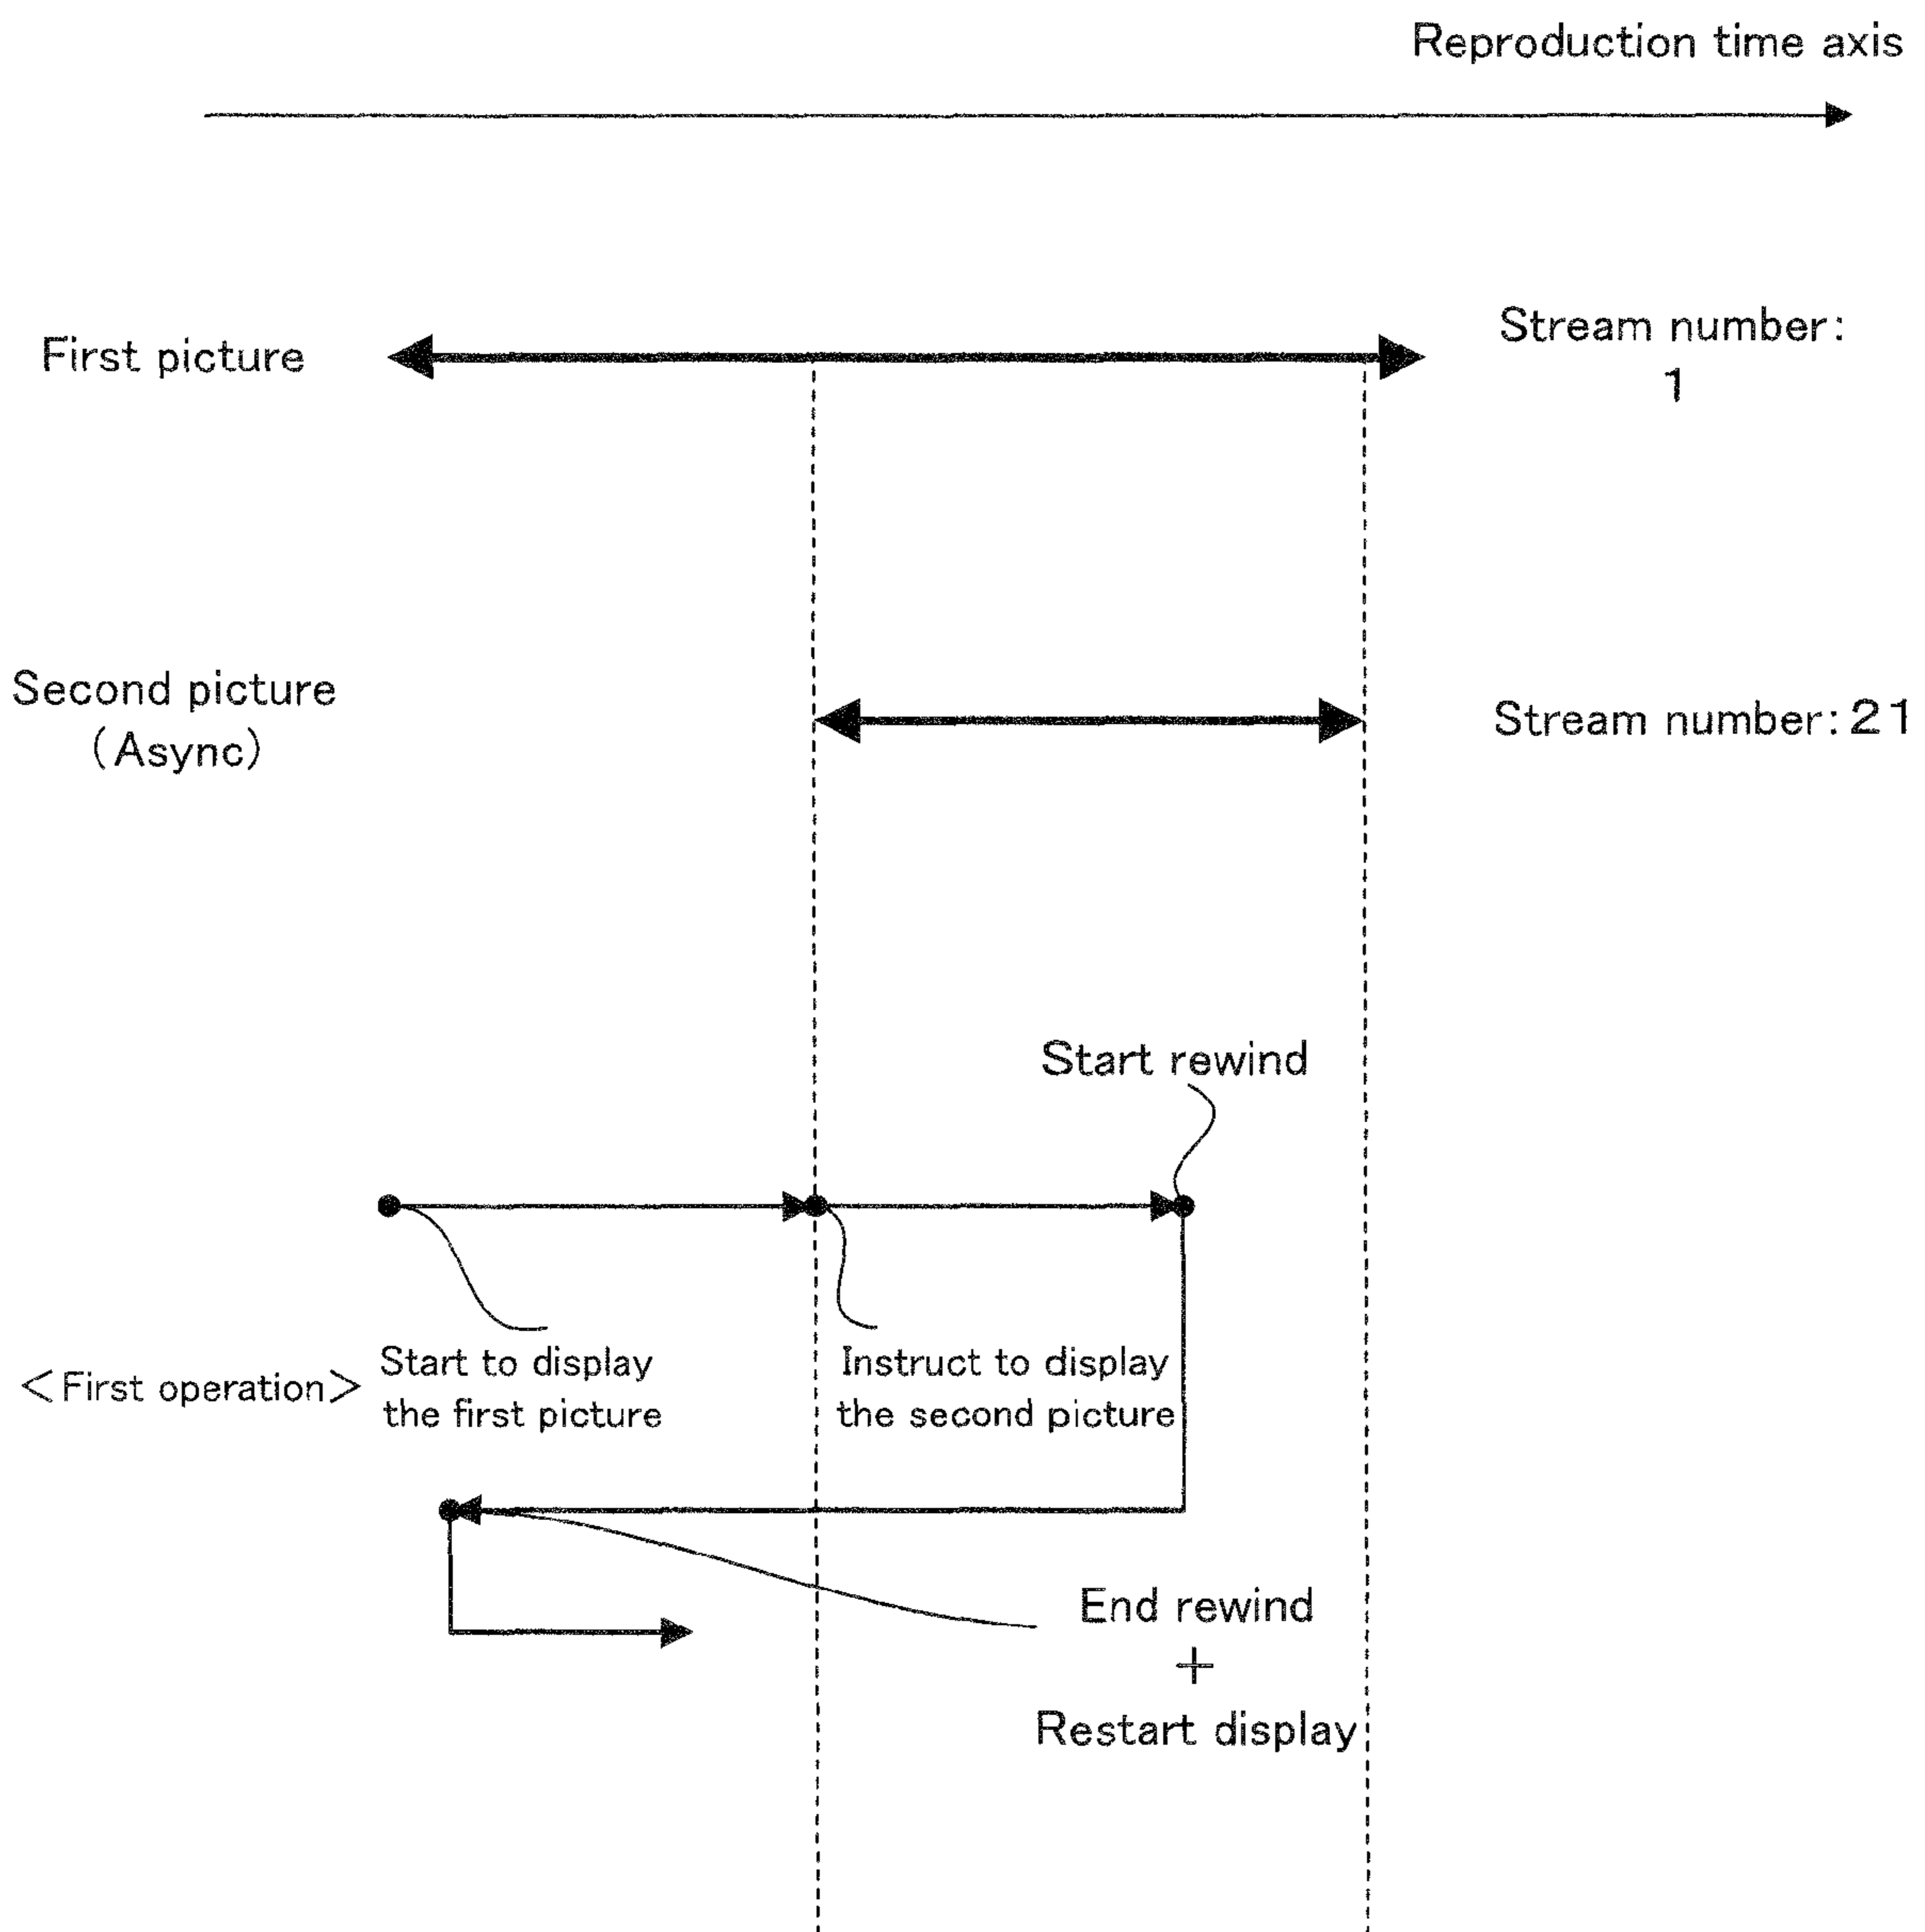 Reproduction time axis
First picture
Stream number:
1
Second picture
(Async)
Stream number:21
Start rewind
<First operation>
Start to display
the first picture
Instruct to display
the second picture
End rewind
+
Restart display